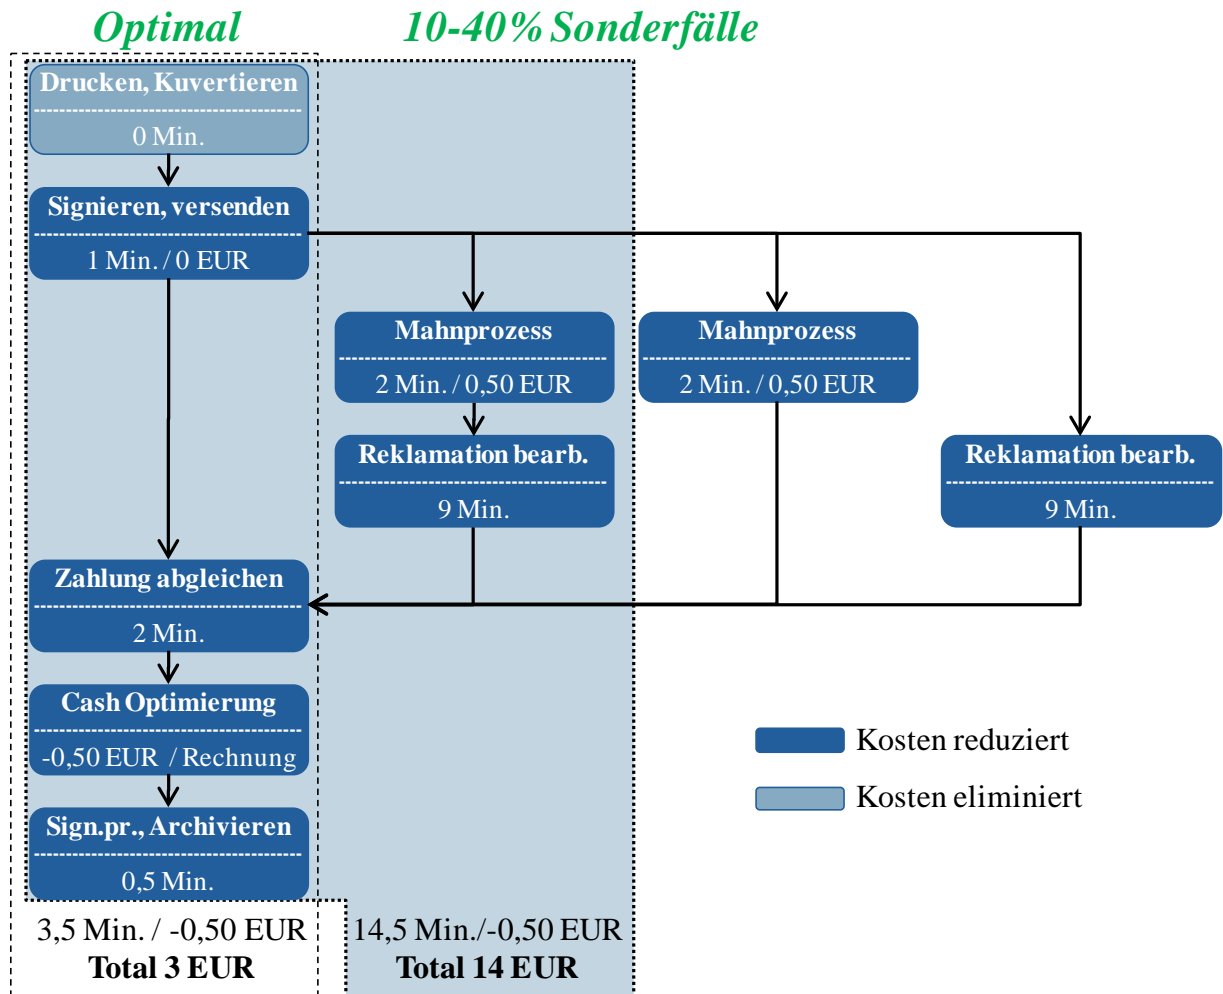 Optimal
10-40% Sonderfälle
Drucken, Kuvertieren
0 Min.
Signieren, versenden
1 Min. / 0 EUR
Mahnprozess
2 Min. / 0,50 EUR
Mahnprozess
2 Min. / 0,50 EUR
Reklamation bearb.
9 Min.
Reklamation bearb.
9 Min.
Zahlung abgleichen
2 Min.
Cash Optimierung
-0,50 EUR / Rechnung
Sign.pr., Archivieren
0,5 Min.
Kosten reduziert
Kosten eliminiert
3,5 Min. / -0,50 EUR
Total 3 EUR
14,5 Min./-0,50 EUR
Total 14 EUR